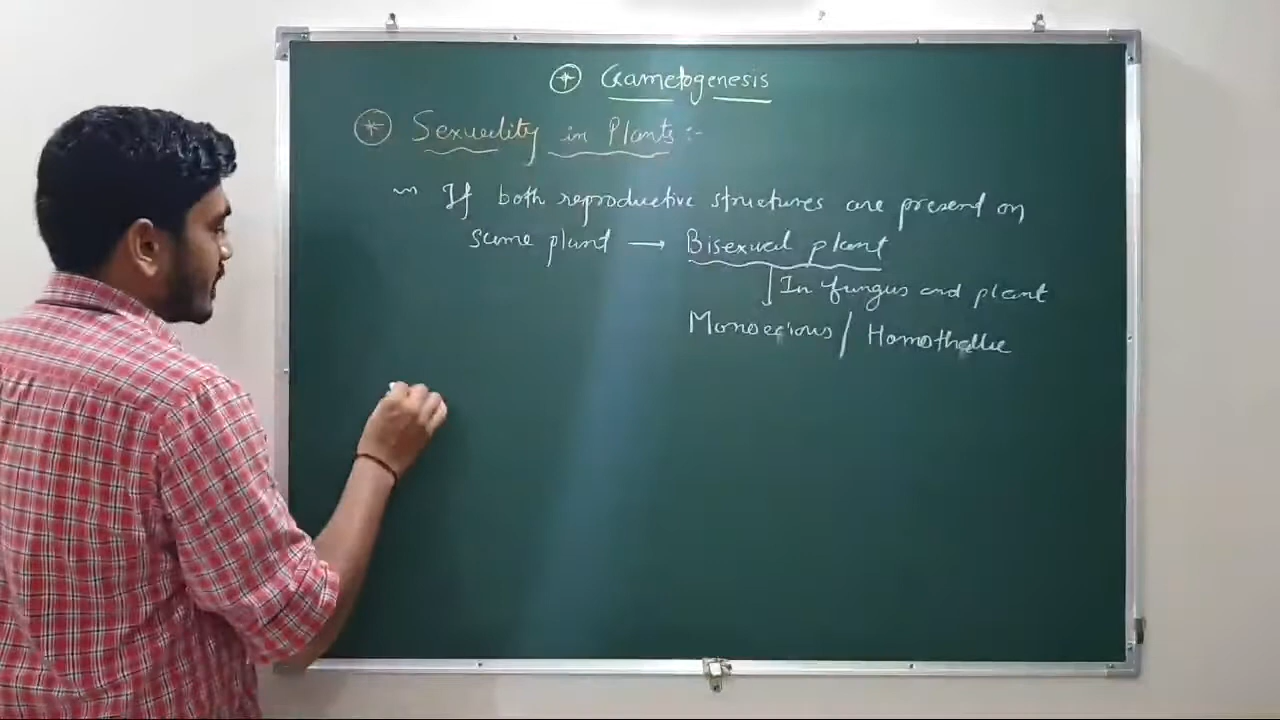 Gametogenesis
Sexuality in Plants :-
If both reproductive structures are present on
same plant → Bisexual plant
In fungus and plant
Monoecious / Homothallic